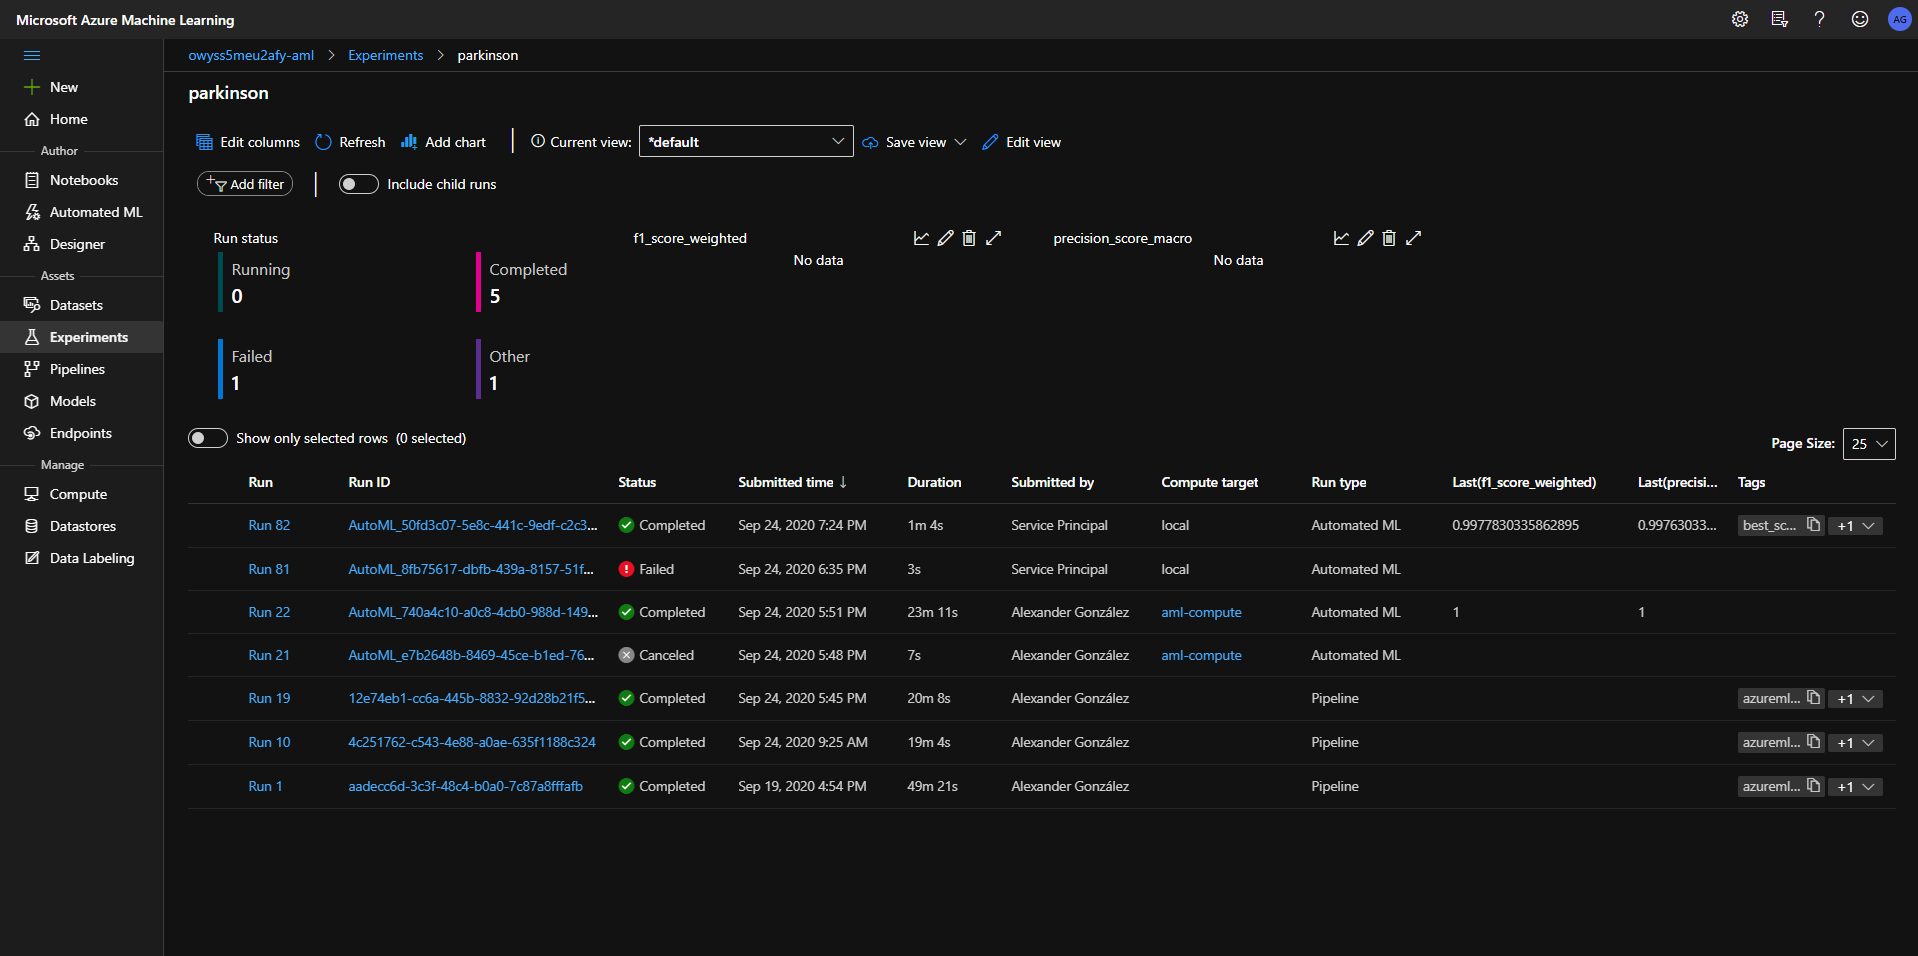 Microsoft Azure Machine Learning
AG
New
Home
Author
Notebooks
Automated ML
Designer
Assets
Datasets
Experiments
Pipelines
Models
Endpoints
Manage
Compute
Datastores
Data Labeling
owyss5meu2afy-aml > Experiments > parkinson
parkinson
Edit columns Refresh Add chart Current view: *default Save view Edit view
Add filter Include child runs
Run status
Running
0
Completed
5
Failed
1
Other
1
f1_score_weighted
No data
precision_score_macro
No data
Show only selected rows (0 selected)
Page Size: 25
Run Run ID Status Submitted time ↓ Duration Submitted by Compute target Run type Last(f1_score_weighted) Last(precisi... Tags
Run 82 AutoML_50fd3c07-5e8c-441c-9edf-c2c3... Completed Sep 24, 2020 7:24 PM 1m 4s Service Principal local Automated ML 0.9977830335862895 0.99763033... best_sc... +1
Run 81 AutoML_8fb75617-dbfb-439a-8157-51f... Failed Sep 24, 2020 6:35 PM 3s Service Principal local Automated ML
Run 22 AutoML_740a4c10-a0c8-4cb0-988d-149... Completed Sep 24, 2020 5:51 PM 23m 11s Alexander González aml-compute Automated ML 1 1
Run 21 AutoML_e7b2648b-8469-45ce-b1ed-76... Canceled Sep 24, 2020 5:48 PM 7s Alexander González aml-compute Automated ML
Run 19 12e74eb1-cc6a-445b-8832-92d28b21f5... Completed Sep 24, 2020 5:45 PM 20m 8s Alexander González Pipeline azureml... +1
Run 10 4c251762-c543-4e88-a0ae-635f1188c324 Completed Sep 24, 2020 9:25 AM 19m 4s Alexander González Pipeline azureml... +1
Run 1 aadecc6d-3c3f-48c4-b0a0-7c87a8fffafb Completed Sep 19, 2020 4:54 PM 49m 21s Alexander González Pipeline azureml... +1